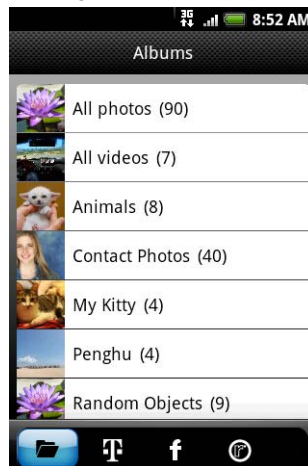 3G 8:52 AM
Albums
All photos (90)
All videos (7)
Animals (8)
Contact Photos (40)
My Kitty (4)
Penghu (4)
Random Objects (9)
T f